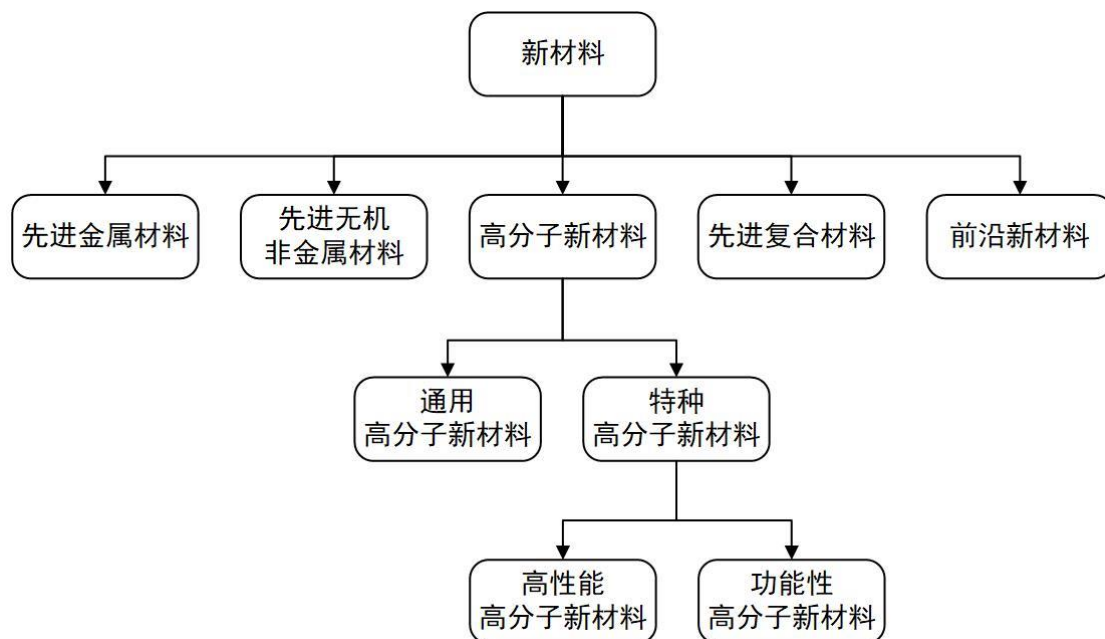 新材料
先进金属材料
先进无机
非金属材料
高分子新材料
先进复合材料
前沿新材料
通用
高分子新材料
特种
高分子新材料
高性能
高分子新材料
功能性
高分子新材料